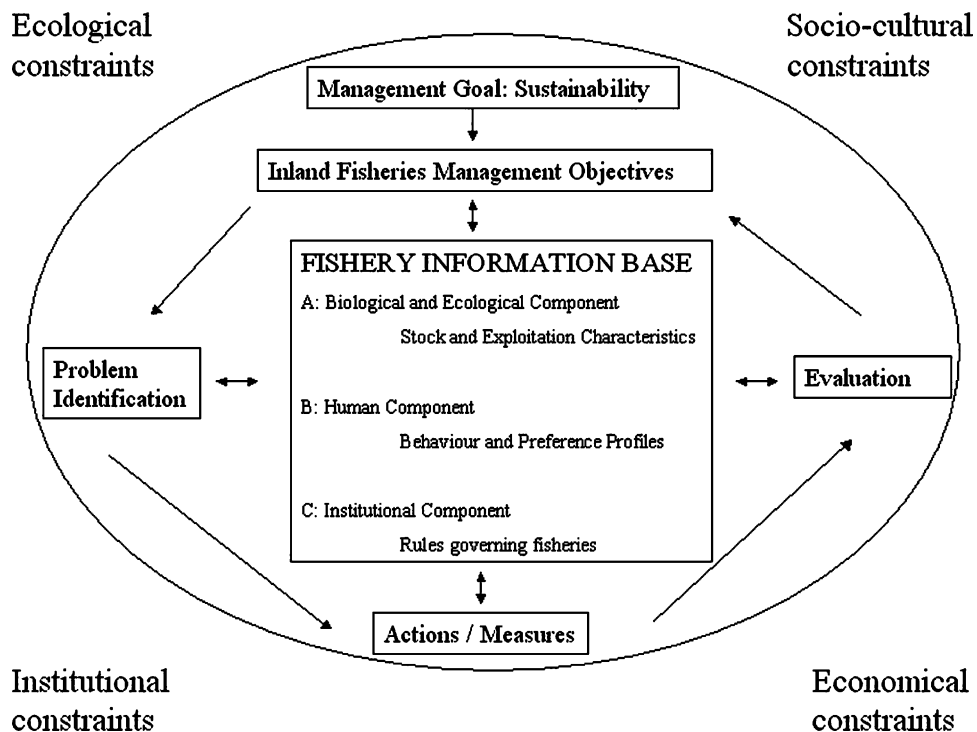 Ecological
constraints
Socio-cultural
constraints
Management Goal: Sustainability
Inland Fisheries Management Objectives
FISHERY INFORMATION BASE
A: Biological and Ecological Component
Stock and Exploitation Characteristics
B: Human Component
Behaviour and Preference Profiles
C: Institutional Component
Rules governing fisheries
Problem
Identification
Evaluation
Actions / Measures
Institutional
constraints
Economical
constraints